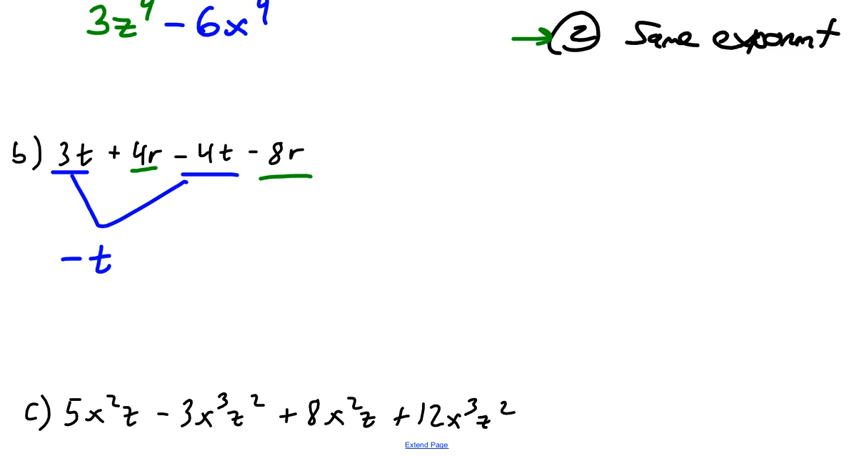 3z⁴ - 6x⁴
→ ② Same exponent
b) 3t + 4r - 4t - 8r
- t
c) 5x²z - 3x³z² + 8x²z + 12x³z²
Extend Page